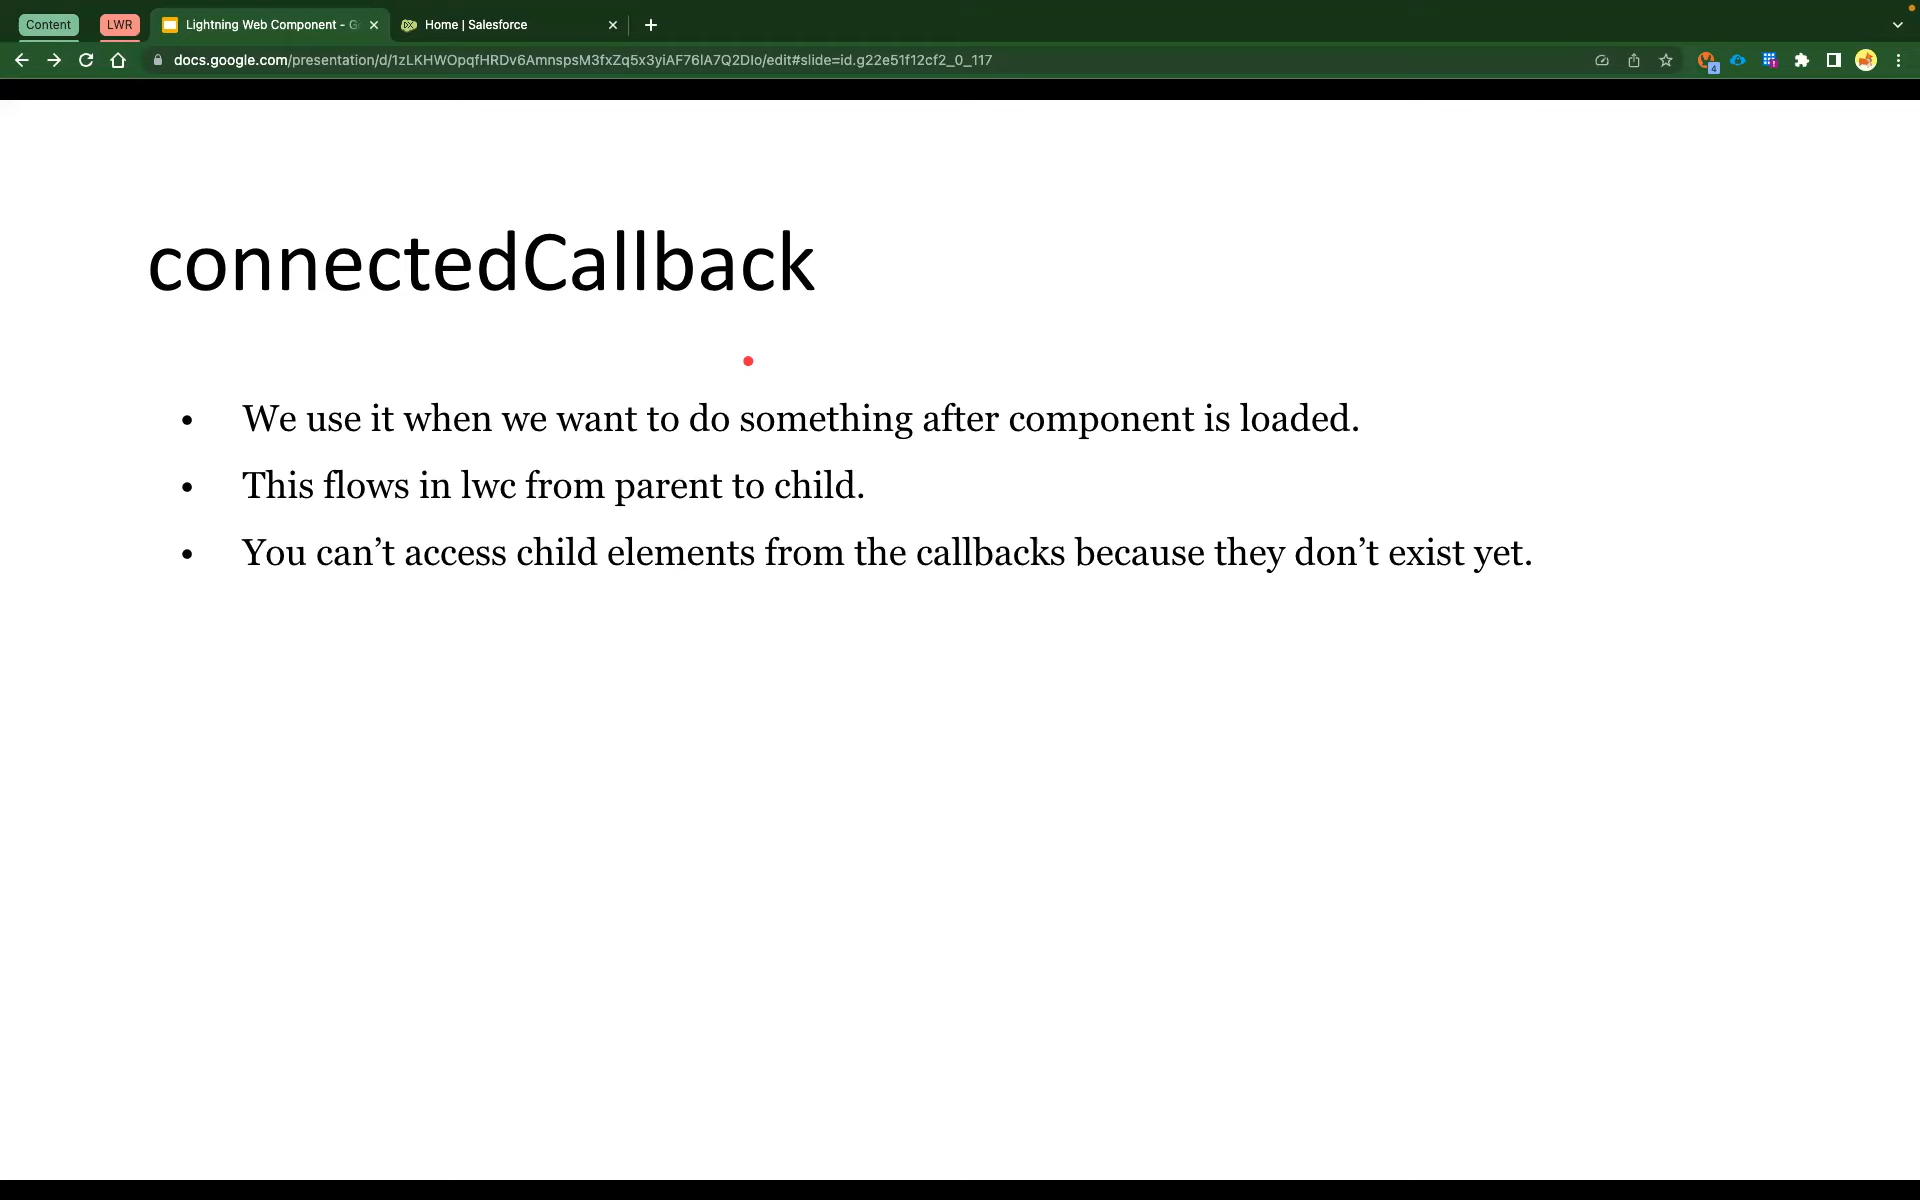 Content
LWR
Lightning Web Component - G
Home | Salesforce
docs.google.com/presentation/d/1zLKHWOpqfHRDv6AmnspsM3fxZq5x3yiAF76lA7Q2DIo/edit#slide=id.g22e51f12cf2_0_117
4
connectedCallback
• We use it when we want to do something after component is loaded.
• This flows in lwc from parent to child.
• You can’t access child elements from the callbacks because they don’t exist yet.